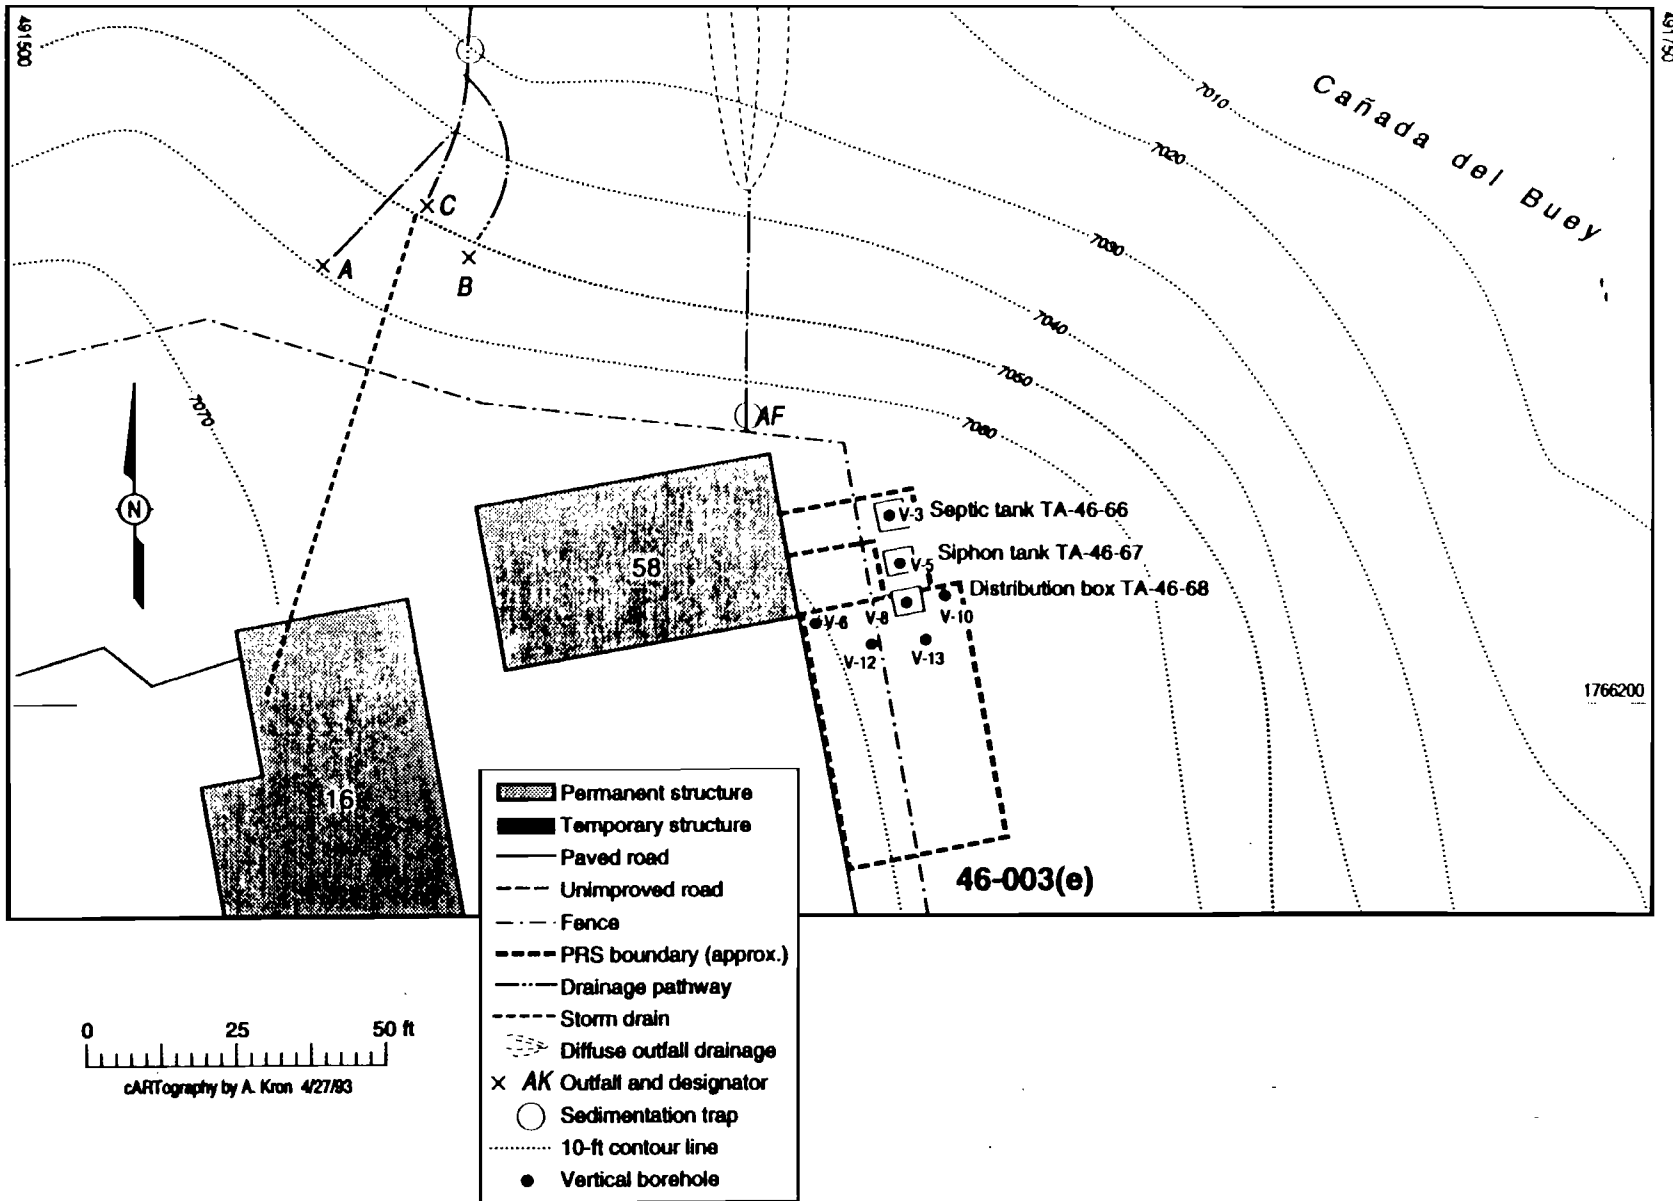 491500
491750
Cañada del Buey
7010
7020
7030
7040
7050
7060
7070
C
A
B
AF
N
58
16
V-3 Septic tank TA-46-66
V-5 Siphon tank TA-46-67
Distribution box TA-46-68
V-6
V-8
V-10
V-12
V-13
1766200
46-003(e)
Permanent structure
Temporary structure
Paved road
Unimproved road
Fence
PRS boundary (approx.)
Drainage pathway
Storm drain
Diffuse outfall drainage
AK Outfall and designator
Sedimentation trap
10-ft contour line
Vertical borehole
0 25 50 ft
cARTography by A. Kron 4/27/93